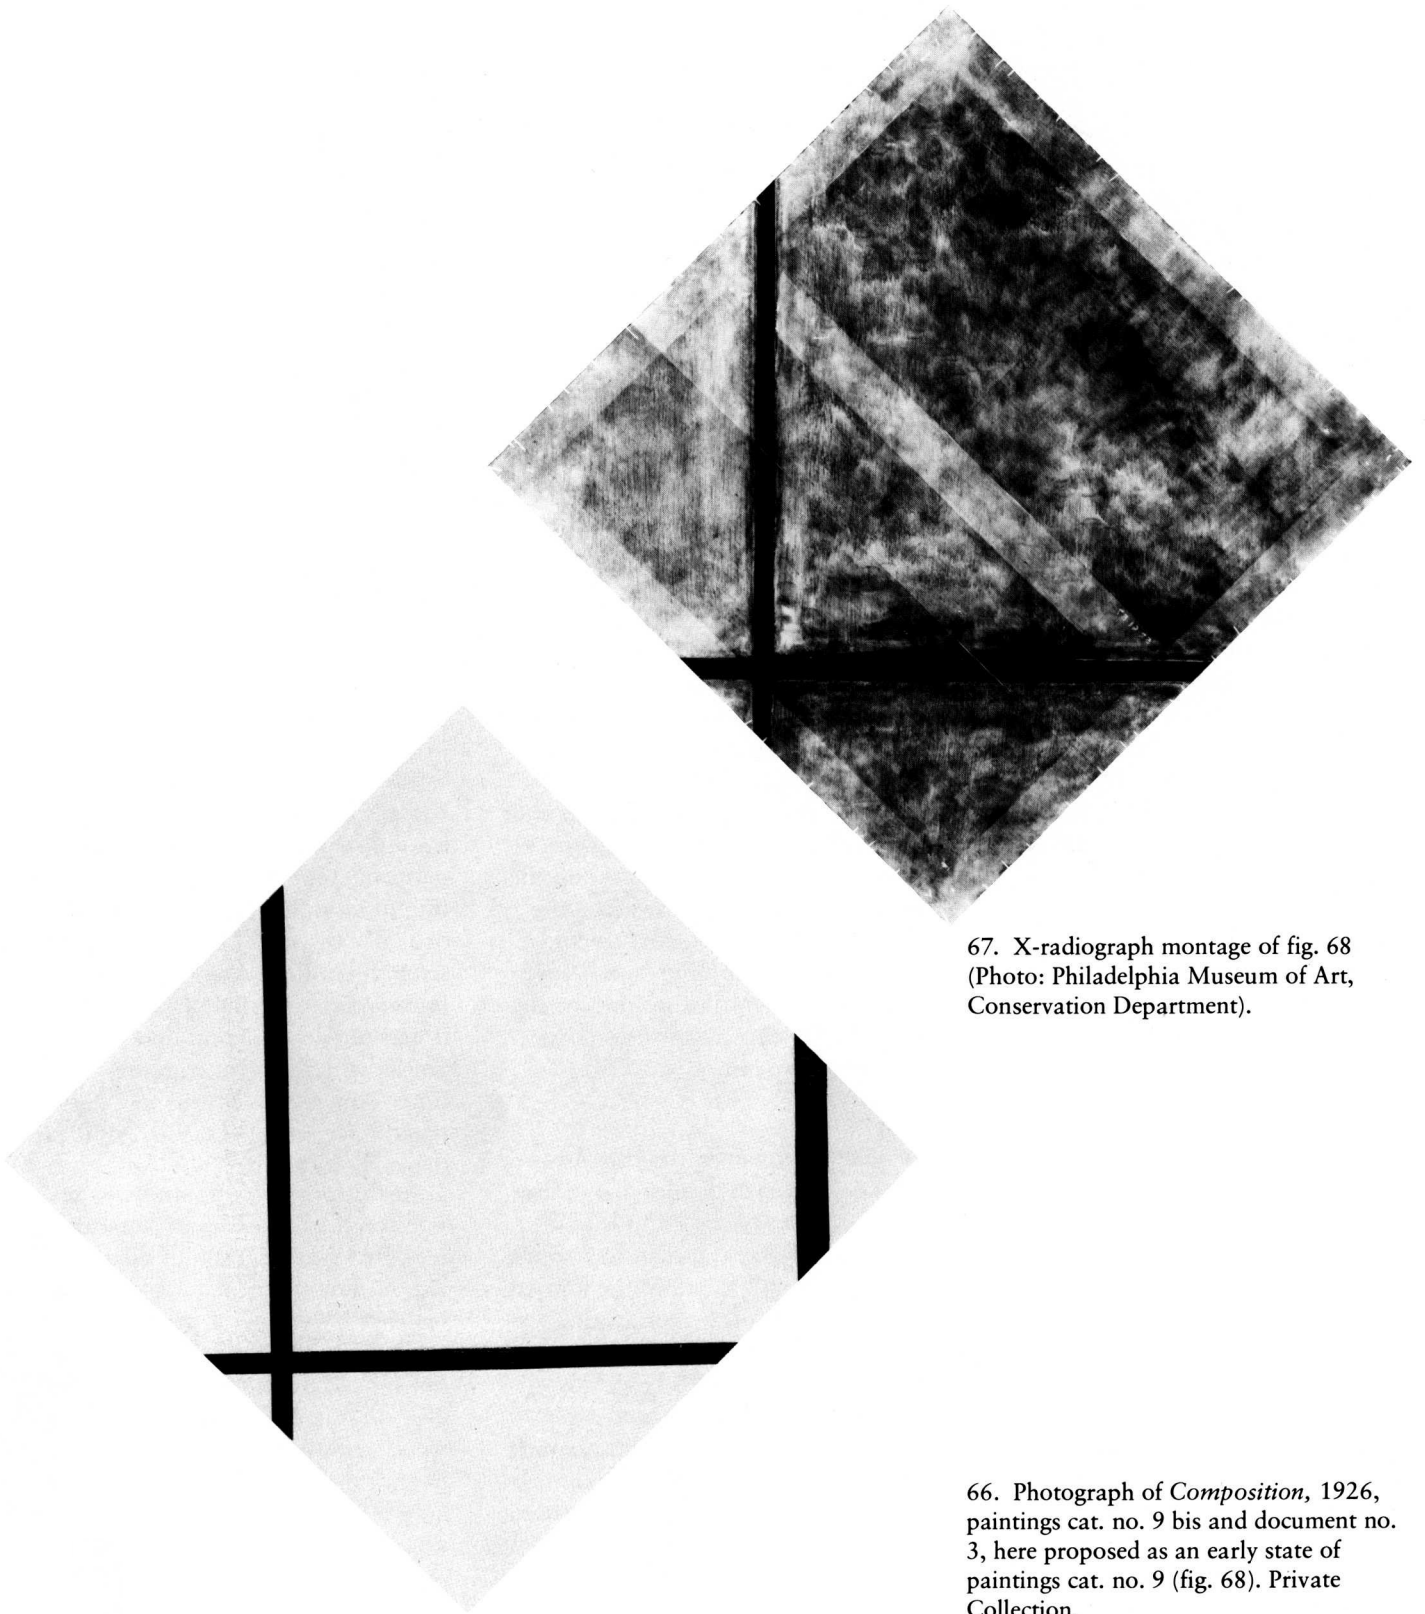 67. X-radiograph montage of fig. 68
(Photo: Philadelphia Museum of Art,
Conservation Department).
66. Photograph of Composition, 1926,
paintings cat. no. 9 bis and document no.
3, here proposed as an early state of
paintings cat. no. 9 (fig. 68). Private
Collection